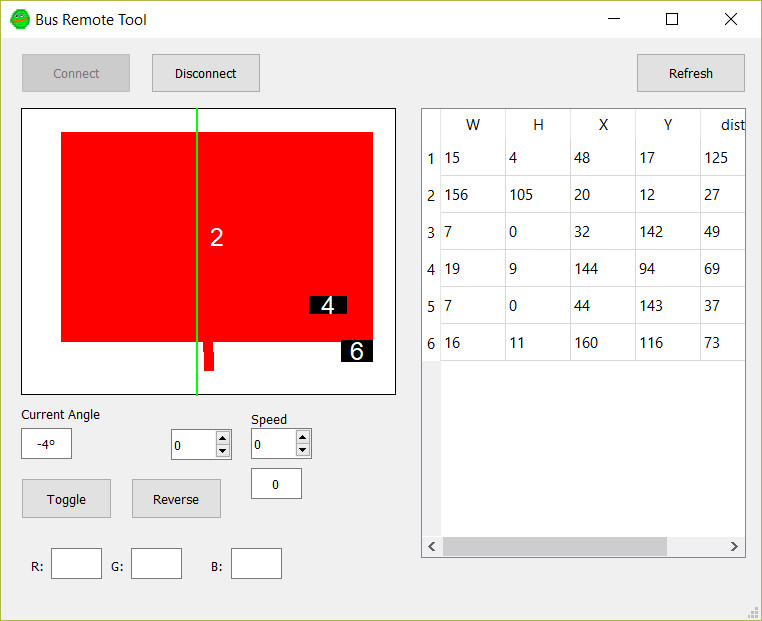 Bus Remote Tool
Connect Disconnect Refresh
W H X Y dist
1 15 4 48 17 125
2 156 105 20 12 27
3 7 0 32 142 49
4 19 9 144 94 69
5 7 0 44 143 37
6 16 11 160 116 73
2
4
6
Current Angle Speed
-4° 0 0
0
Toggle Reverse
R: G: B: